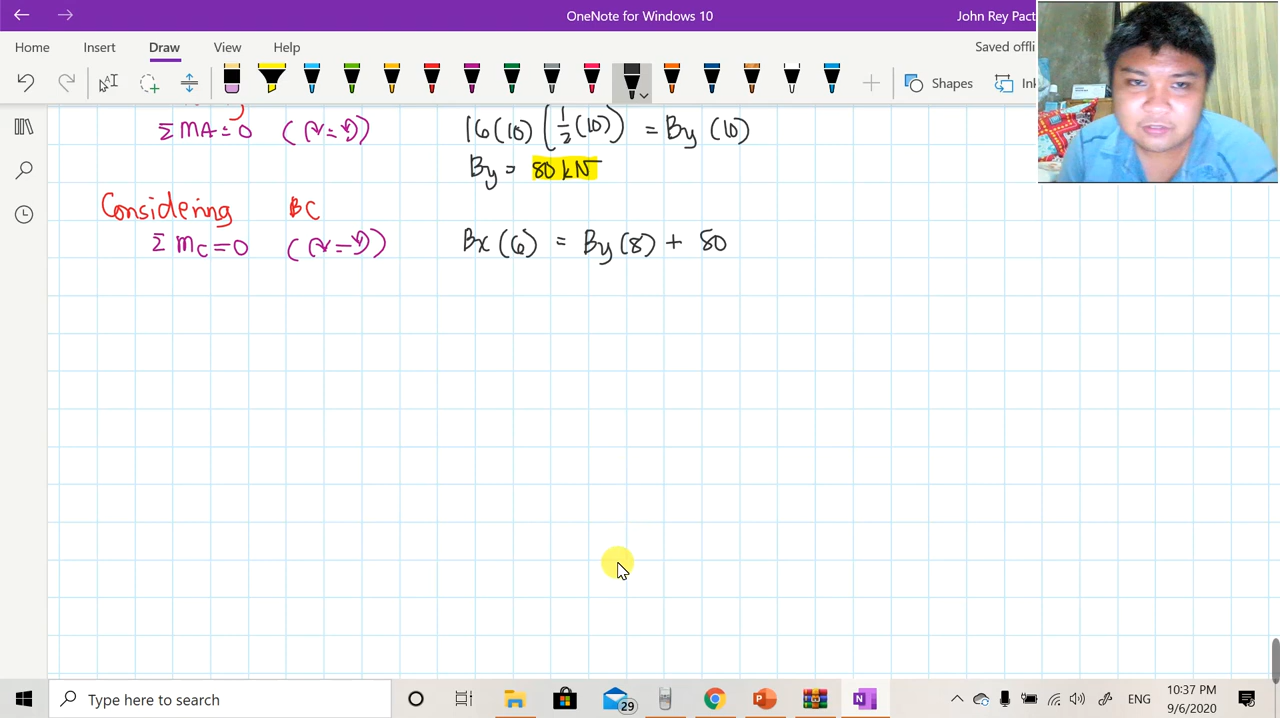 OneNote for Windows 10
John Rey Pact
Home Insert Draw View Help
Saved offli
Shapes
Ink
ΣMA = 0 (↷=↶) 16(10)(1/2(10)) = By (10)
By = 80 kN
Considering BC
ΣMc = 0 (↷=↶) Bx(6) = By(8) + 80
Type here to search
29
ENG
10:37 PM
9/6/2020